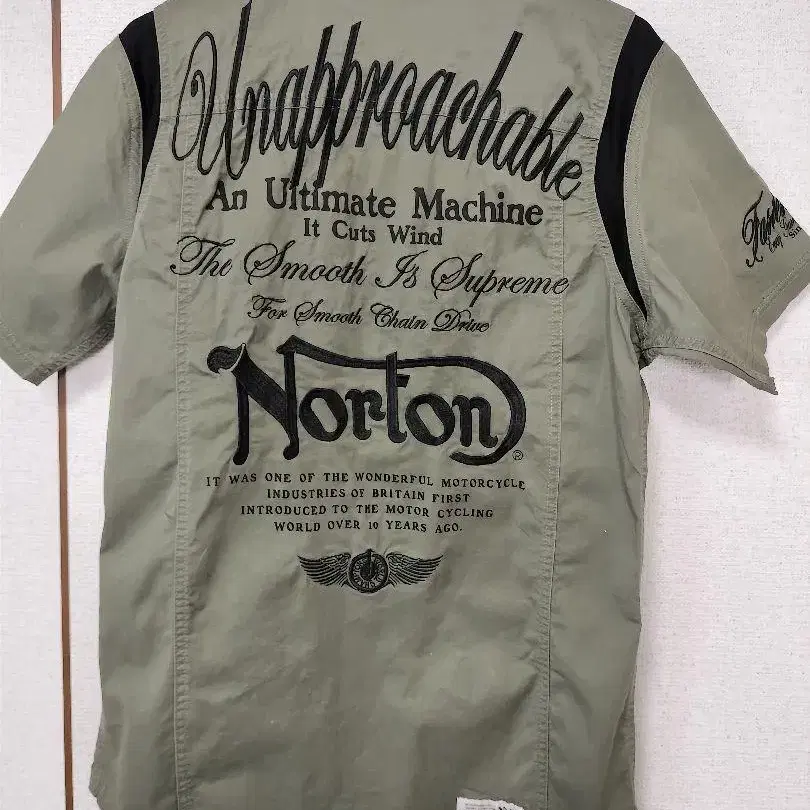 Unapproachable
An Ultimate Machine
It Cuts Wind
The Smooth Is Supreme
For Smooth Chain Drive
Norton®
IT WAS ONE OF THE WONDERFUL MOTORCYCLE
INDUSTRIES OF BRITAIN FIRST
INTRODUCED TO THE MOTOR CYCLING
WORLD OVER 10 YEARS AGO.